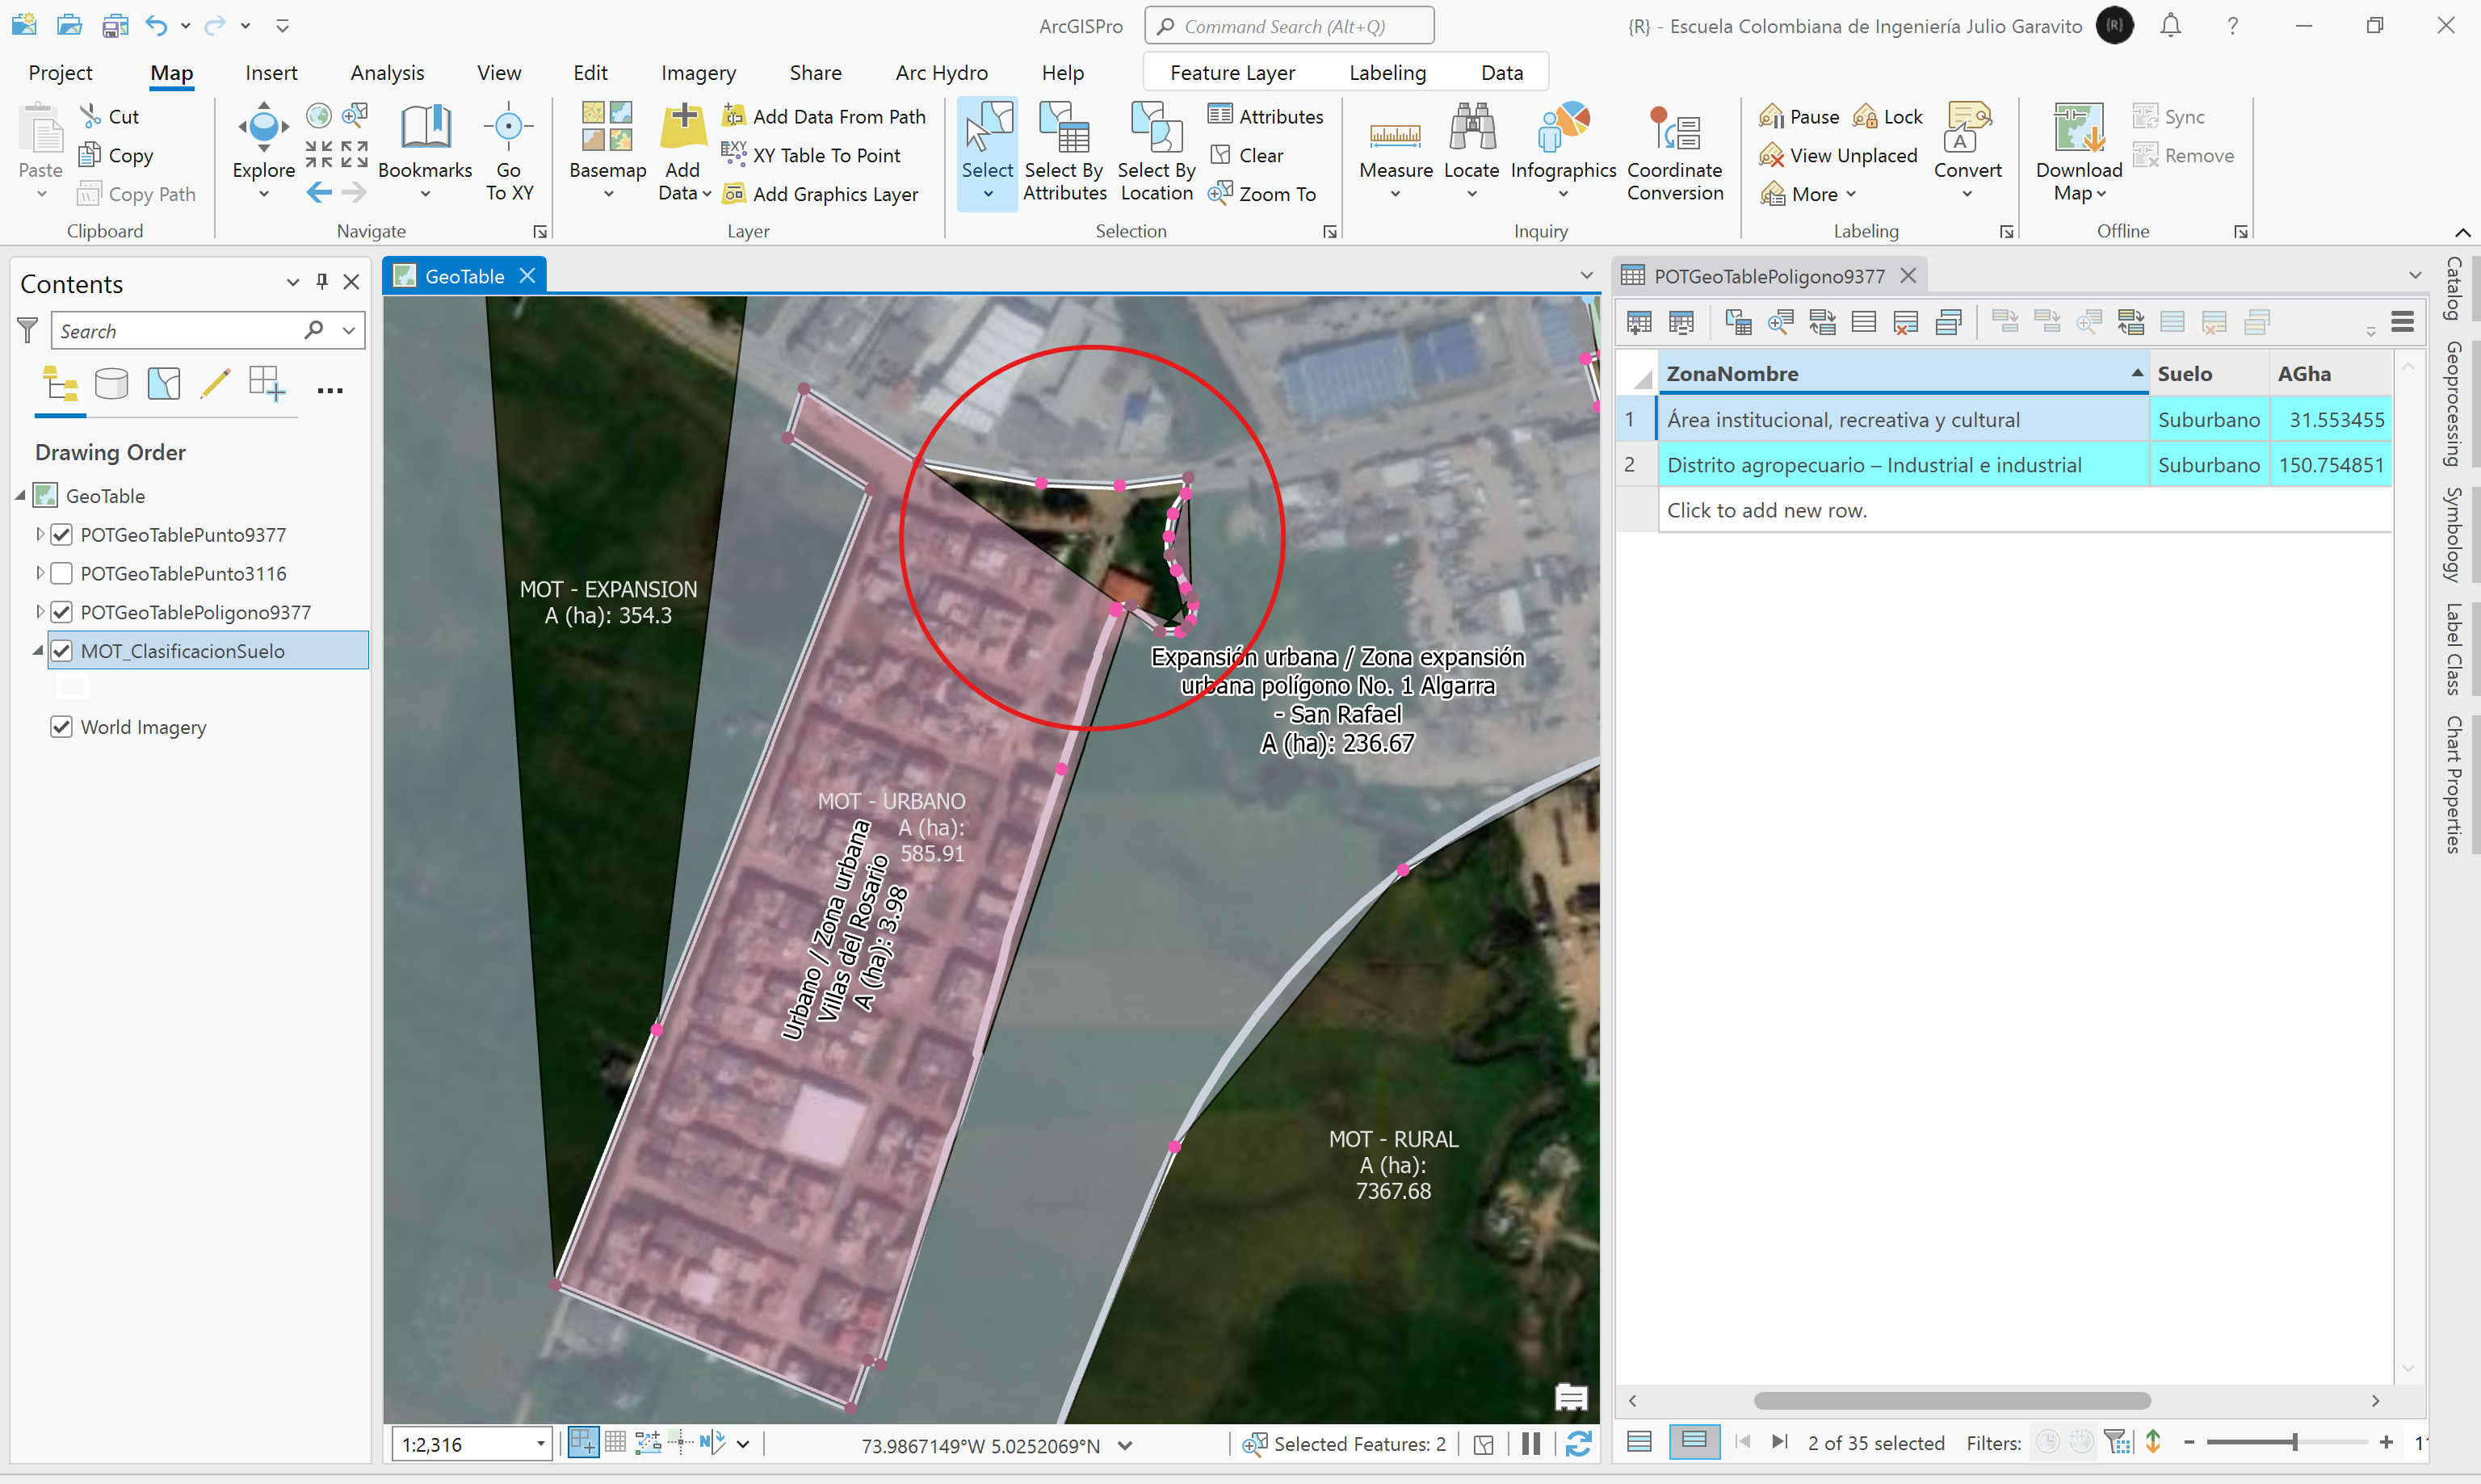 ArcGISPro
Command Search (Alt+Q)
{R} - Escuela Colombiana de Ingeniería Julio Garavito
{R}
?
Project
Map
Insert
Analysis
View
Edit
Imagery
Share
Arc Hydro
Help
Feature Layer
Labeling
Data
Paste
Cut
Copy
Copy Path
Clipboard
Explore
Bookmarks
Go
To XY
Navigate
Basemap
Add
Data
Add Data From Path
XY Table To Point
Add Graphics Layer
Layer
Select
Select By
Attributes
Select By
Location
Attributes
Clear
Zoom To
Selection
Measure
Locate
Infographics
Coordinate
Conversion
Inquiry
Pause
Lock
View Unplaced
More
Convert
Labeling
Download
Map
Sync
Remove
Offline
Contents
Search
Drawing Order
GeoTable
POTGeoTablePunto9377
POTGeoTablePunto3116
POTGeoTablePoligono9377
MOT_ClasificacionSuelo
World Imagery
GeoTable
MOT - EXPANSION
A (ha): 354.3
Expansión urbana / Zona expansión
urbana polígono No. 1 Algarra
- San Rafael
A (ha): 236.67
MOT - URBANO
A (ha):
585.91
Urbano / Zona urbana
Villas del Rosario
A (ha): 3.98
MOT - RURAL
A (ha):
7367.68
1:2,316
73.9867149°W 5.0252069°N
Selected Features: 2
POTGeoTablePoligono9377
ZonaNombre
Suelo
AGha
1
Área institucional, recreativa y cultural
Suburbano
31.553455
2
Distrito agropecuario – Industrial e industrial
Suburbano
150.754851
Click to add new row.
2 of 35 selected
Filters:
Catalog
Geoprocessing
Symbology
Label Class
Chart Properties